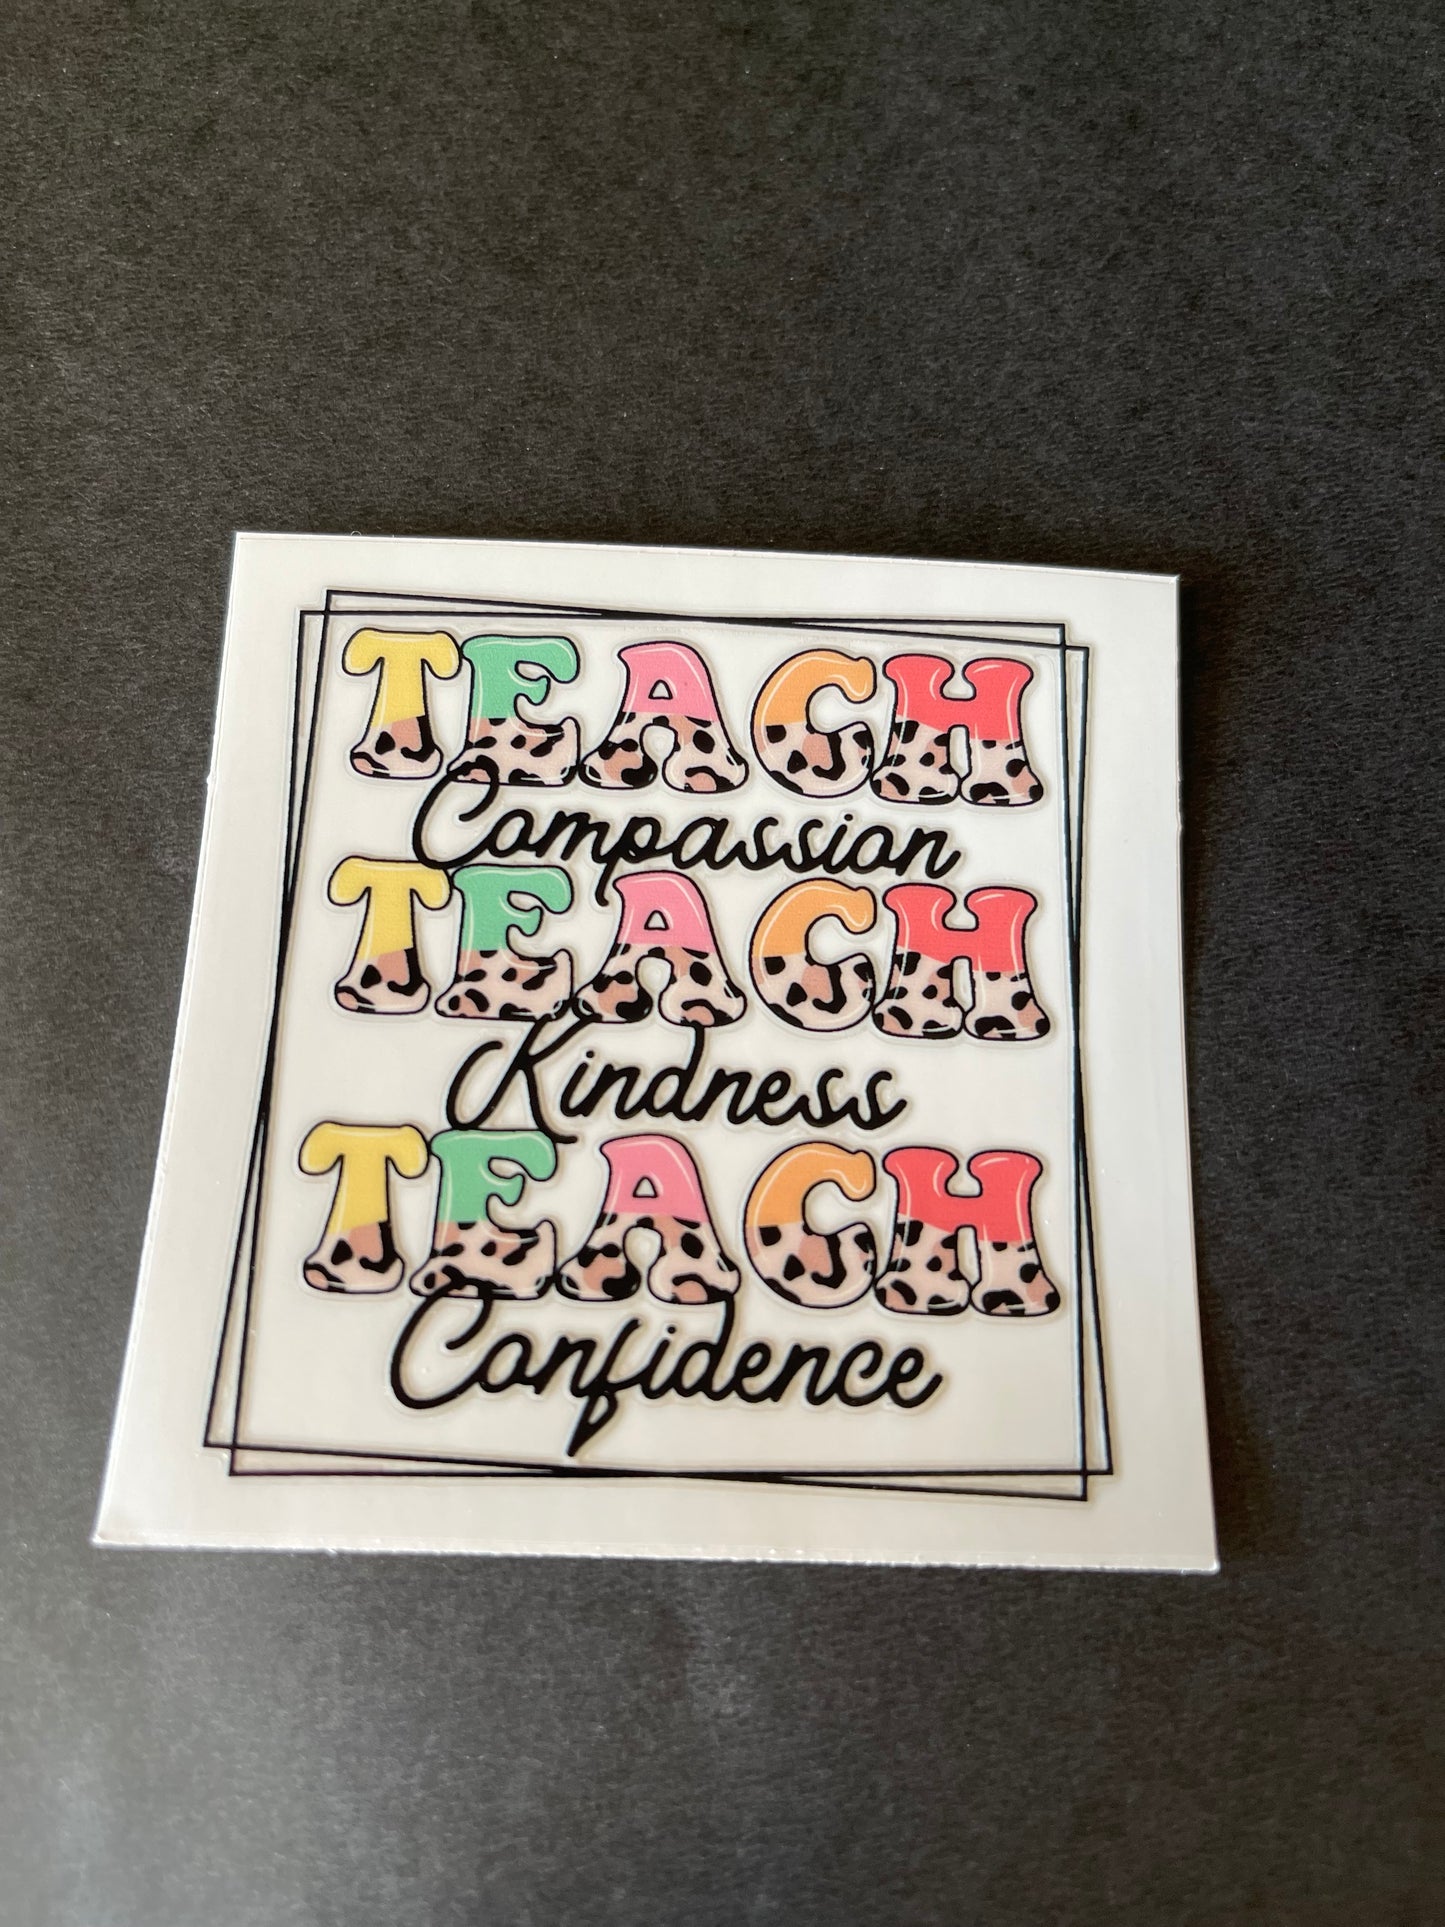 TEACH
Compassion
TEACH
Kindness
TEACH
Confidence